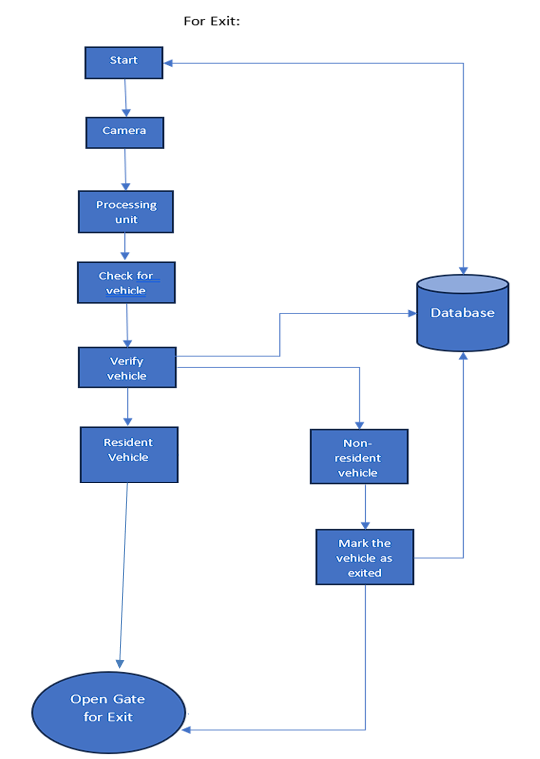 For Exit:
Start
Camera
Processing
unit
Check for
vehicle
Database
Verify
vehicle
Resident
Vehicle
Non-
resident
vehicle
Mark the
vehicle as
exited
Open Gate
for Exit